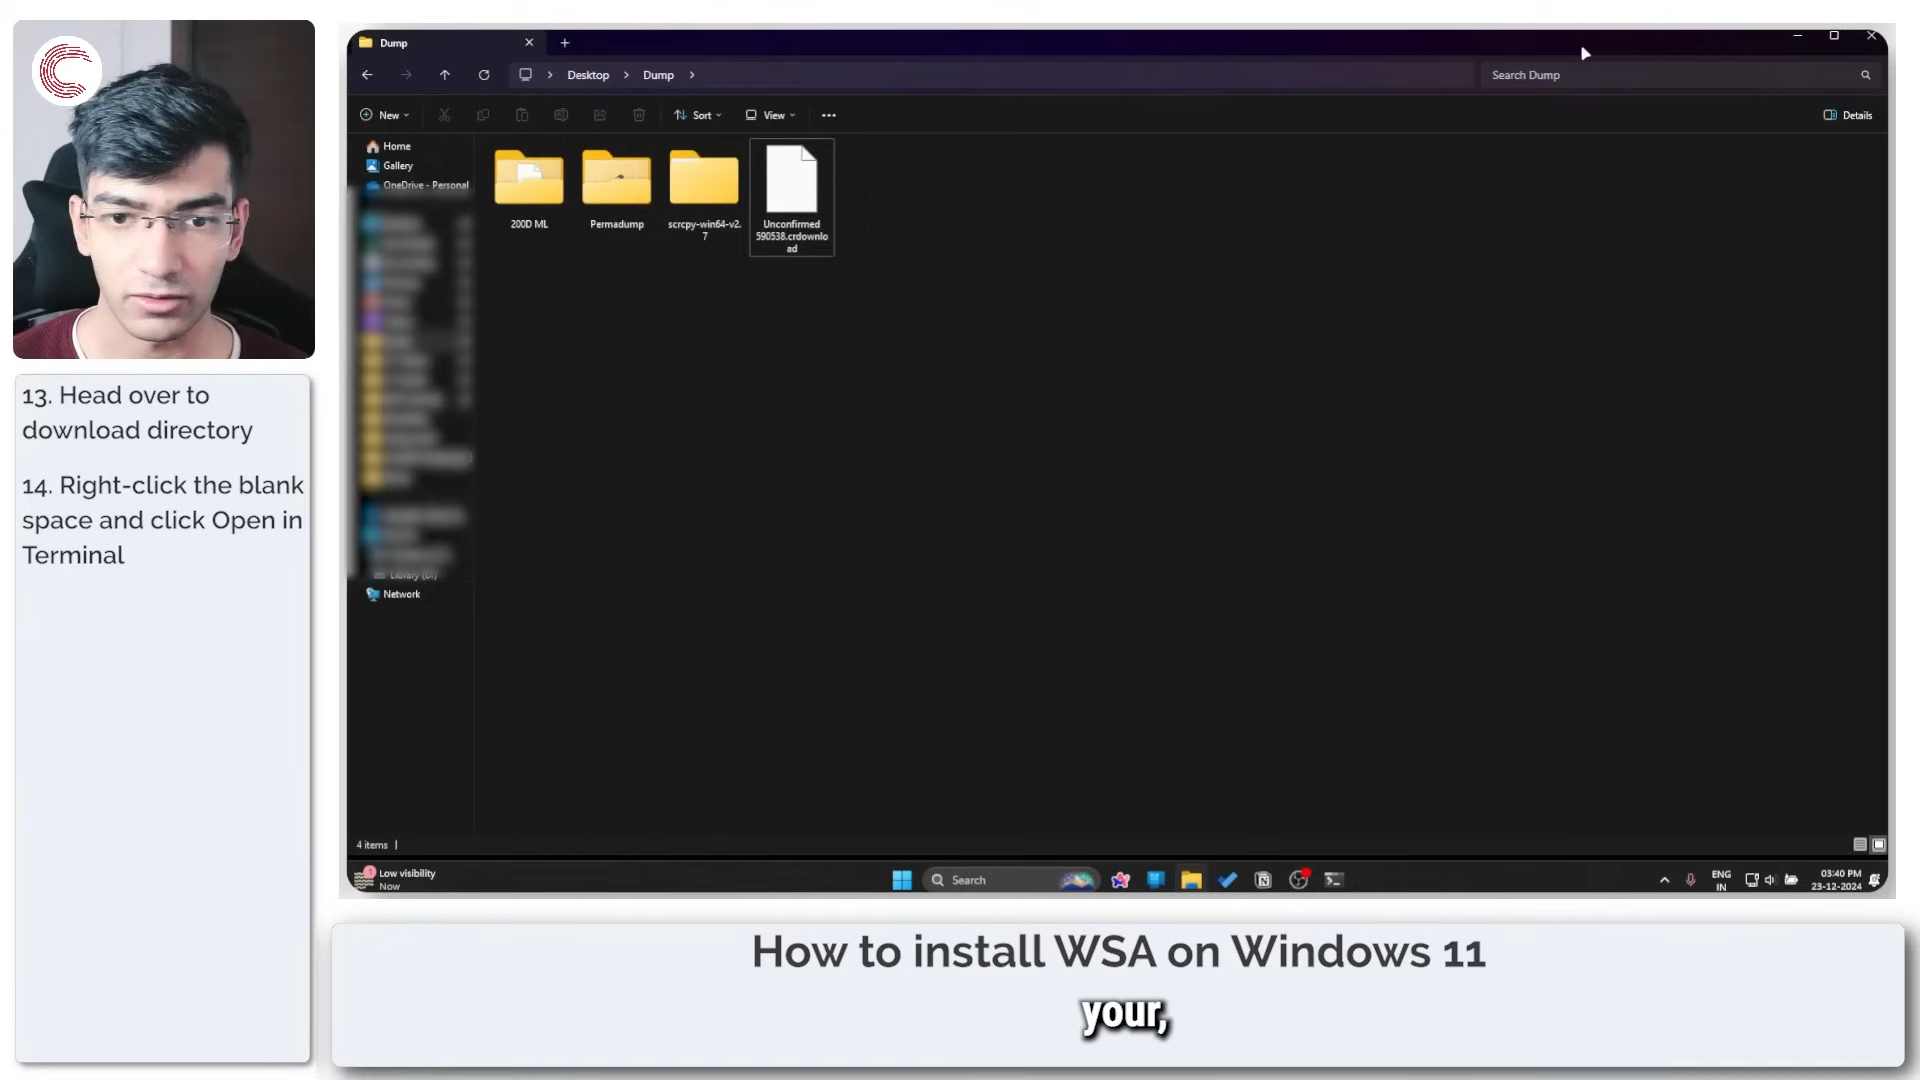 13. Head over to
download directory
14. Right-click the blank
space and click Open in
Terminal
Dump
Desktop
Dump
Search Dump
New
Sort
View
Details
Home
Gallery
OneDrive - Personal
Library (D:)
Network
200D ML
Permadump
scrcpy-win64-v2.
7
Unconfirmed
590538.crdownlo
ad
4 items
Low visibility
Now
Search
ENG
IN
03:40 PM
23-12-2024
How to install WSA on Windows 11
your,